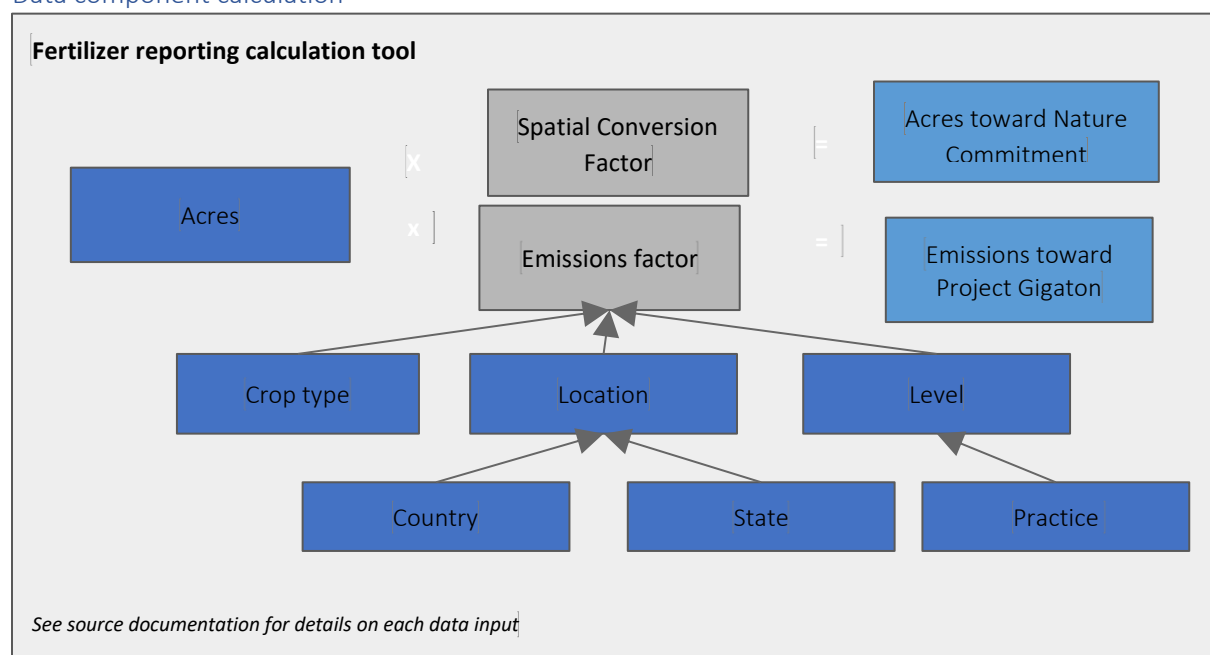 Data component calculation
Fertilizer reporting calculation tool
Spatial Conversion
Factor
Acres toward Nature
Commitment
X
=
Acres
x
=
Emissions factor
Emissions toward
Project Gigaton
Crop type
Location
Level
Country
State
Practice
See source documentation for details on each data input